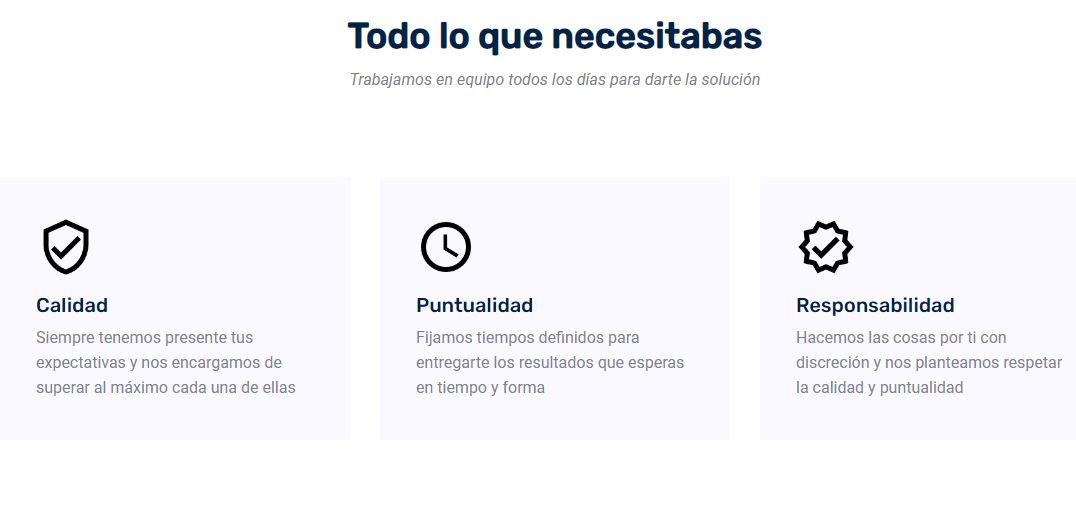 Todo lo que necesitabas
Trabajamos en equipo todos los días para darte la solución
Calidad
Siempre tenemos presente tus
expectativas y nos encargamos de
superar al máximo cada una de ellas
Puntualidad
Fijamos tiempos definidos para
entregarte los resultados que esperas
en tiempo y forma
Responsabilidad
Hacemos las cosas por ti con
discreción y nos planteamos respetar
la calidad y puntualidad